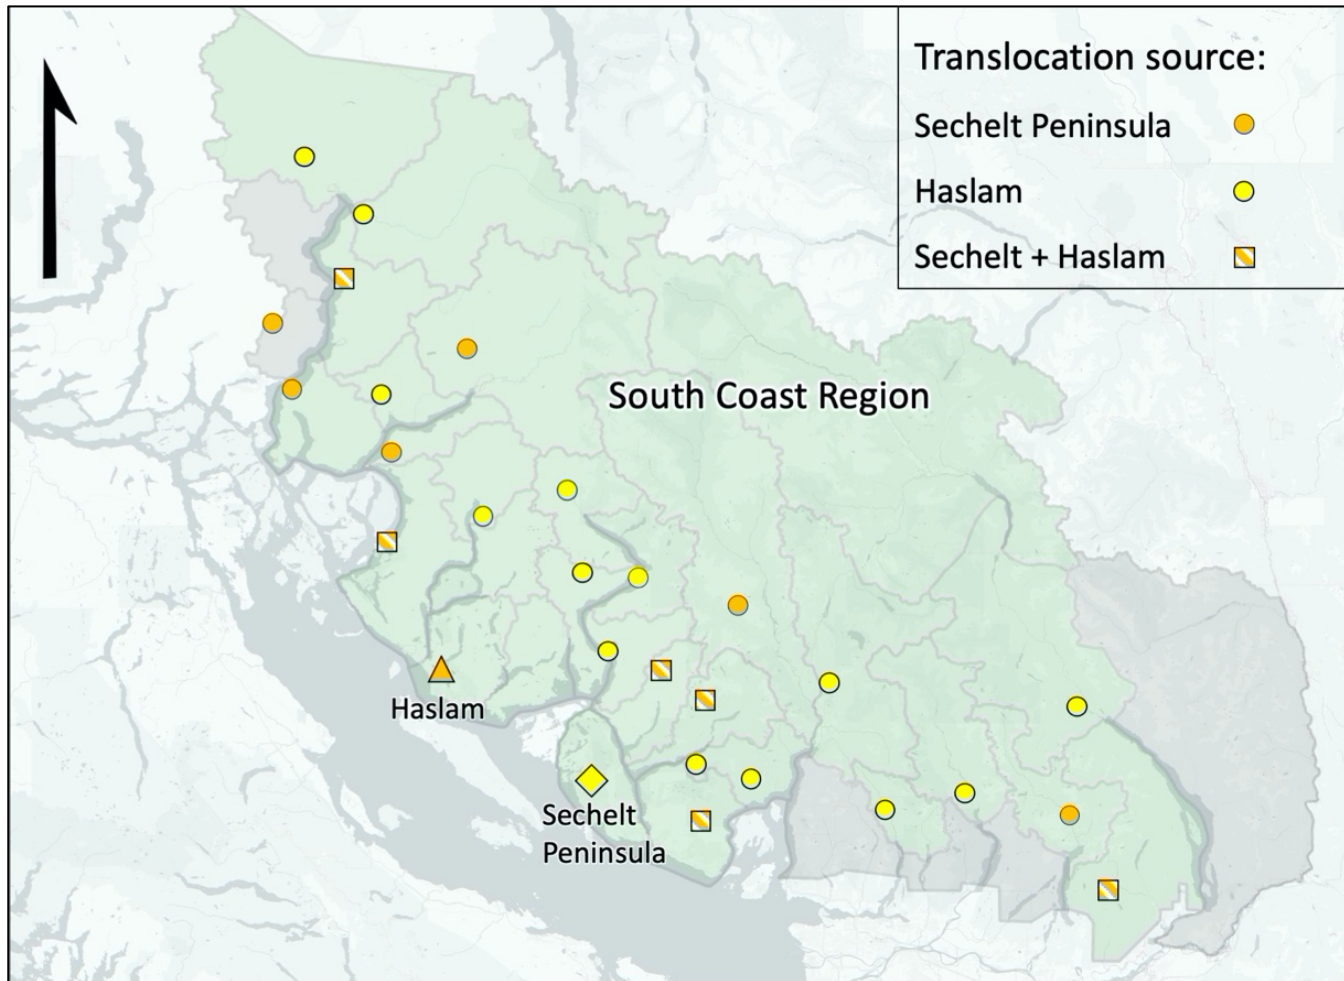 Translocation source:
Sechelt Peninsula
Haslam
Sechelt + Haslam
South Coast Region
Haslam
Sechelt
Peninsula